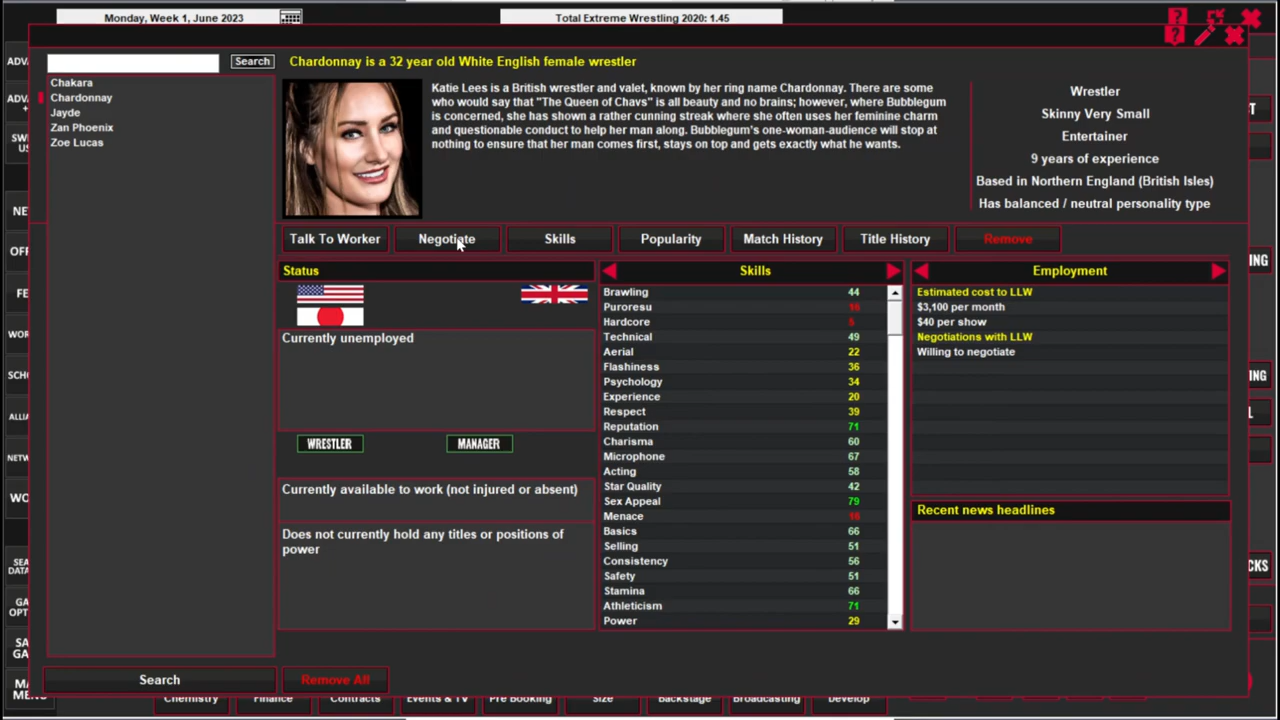 Monday, Week 1, June 2023
Total Extreme Wrestling 2020: 1.45
Search
Chakara
Chardonnay
Jayde
Zan Phoenix
Zoe Lucas
Chardonnay is a 32 year old White English female wrestler
Katie Lees is a British wrestler and valet, known by her ring name Chardonnay. There are some
who would say that "The Queen of Chavs" is all beauty and no brains; however, where Bubblegum
is concerned, she has shown a rather cunning streak where she often uses her feminine charm
and questionable conduct to help her man along. Bubblegum's one-woman-audience will stop at
nothing to ensure that her man comes first, stays on top and gets exactly what he wants.
Wrestler
Skinny Very Small
Entertainer
9 years of experience
Based in Northern England (British Isles)
Has balanced / neutral personality type
Talk To Worker
Negotiate
Skills
Popularity
Match History
Title History
Remove
Status
Currently unemployed
WRESTLER
MANAGER
Currently available to work (not injured or absent)
Does not currently hold any titles or positions of
power
Skills
Brawling 44
Puroresu
Hardcore 5
Technical 49
Aerial 22
Flashiness 36
Psychology 34
Experience 20
Respect 39
Reputation 71
Charisma 60
Microphone 67
Acting 58
Star Quality 42
Sex Appeal 79
Menace
Basics 66
Selling 51
Consistency 56
Safety 51
Stamina 66
Athleticism 71
Power 29
Employment
Estimated cost to LLW
$3,100 per month
$40 per show
Negotiations with LLW
Willing to negotiate
Recent news headlines
Search
Remove All
Chemistry
Finance
Contracts
Events & TV
Pre Booking
Size
Backstage
Broadcasting
Develop